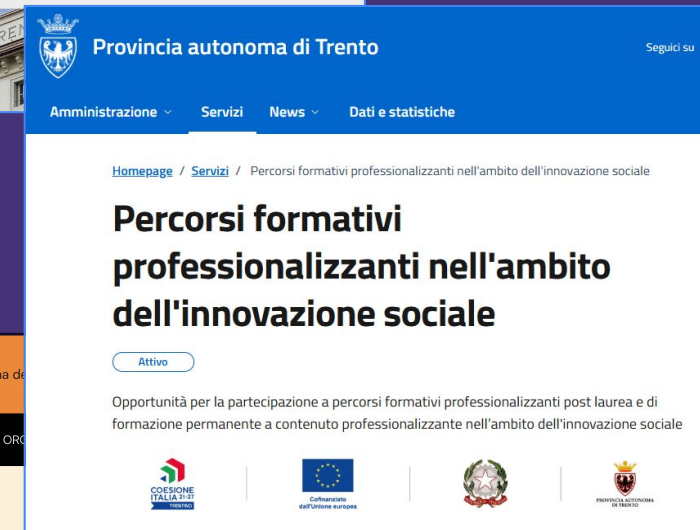 Provincia autonoma di Trento
Seguici su
Amministrazione Servizi News Dati e statistiche
Homepage / Servizi / Percorsi formativi professionalizzanti nell'ambito dell'innovazione sociale
Percorsi formativi
professionalizzanti nell'ambito
dell'innovazione sociale
Attivo
Opportunità per la partecipazione a percorsi formativi professionalizzanti post laurea e di
formazione permanente a contenuto professionalizzante nell'ambito dell'innovazione sociale
COESIONE
ITALIA 21-27
TRENTINO
Cofinanziato
dall'Unione europea
PROVINCIA AUTONOMA
DI TRENTO